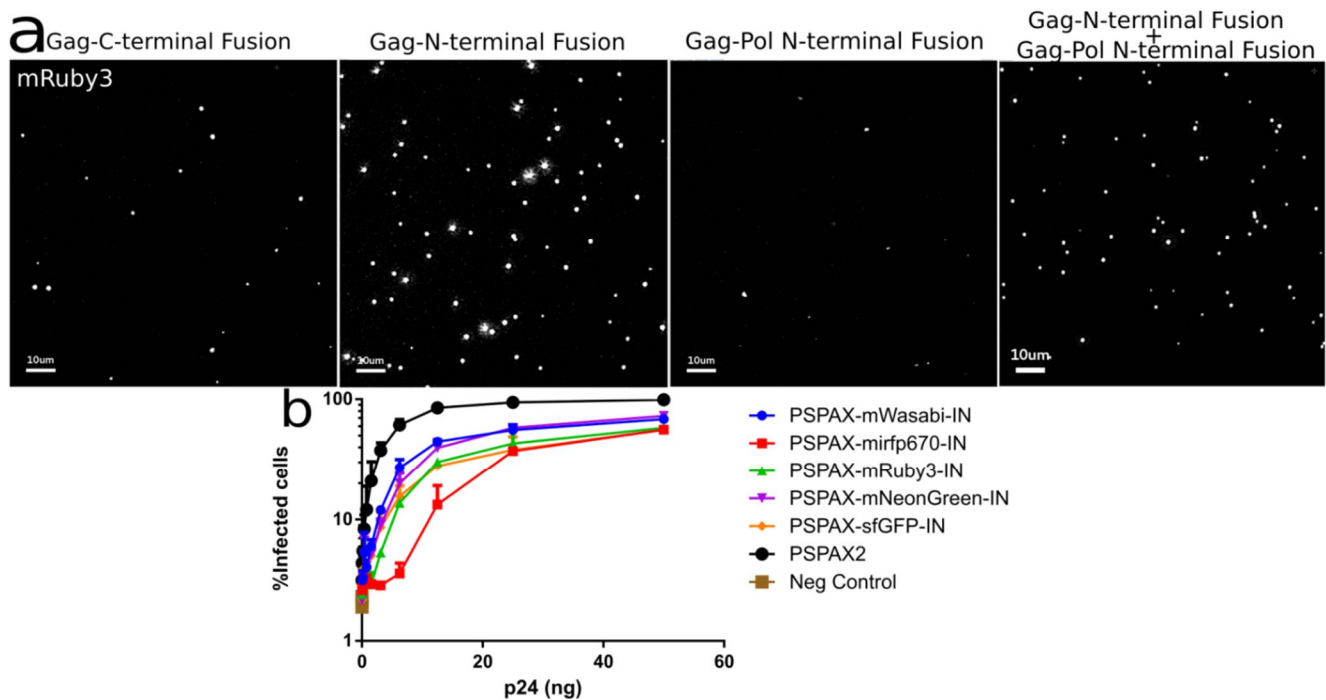 a
Gag-C-terminal Fusion
Gag-N-terminal Fusion
Gag-Pol N-terminal Fusion
Gag-N-terminal Fusion
+
Gag-Pol N-terminal Fusion
mRuby3
10um
10um
10um
10um
b
%Infected cells
100
10
1
0
20
40
60
p24 (ng)
PSPAX-mWasabi-IN
PSPAX-mirfp670-IN
PSPAX-mRuby3-IN
PSPAX-mNeonGreen-IN
PSPAX-sfGFP-IN
PSPAX2
Neg Control